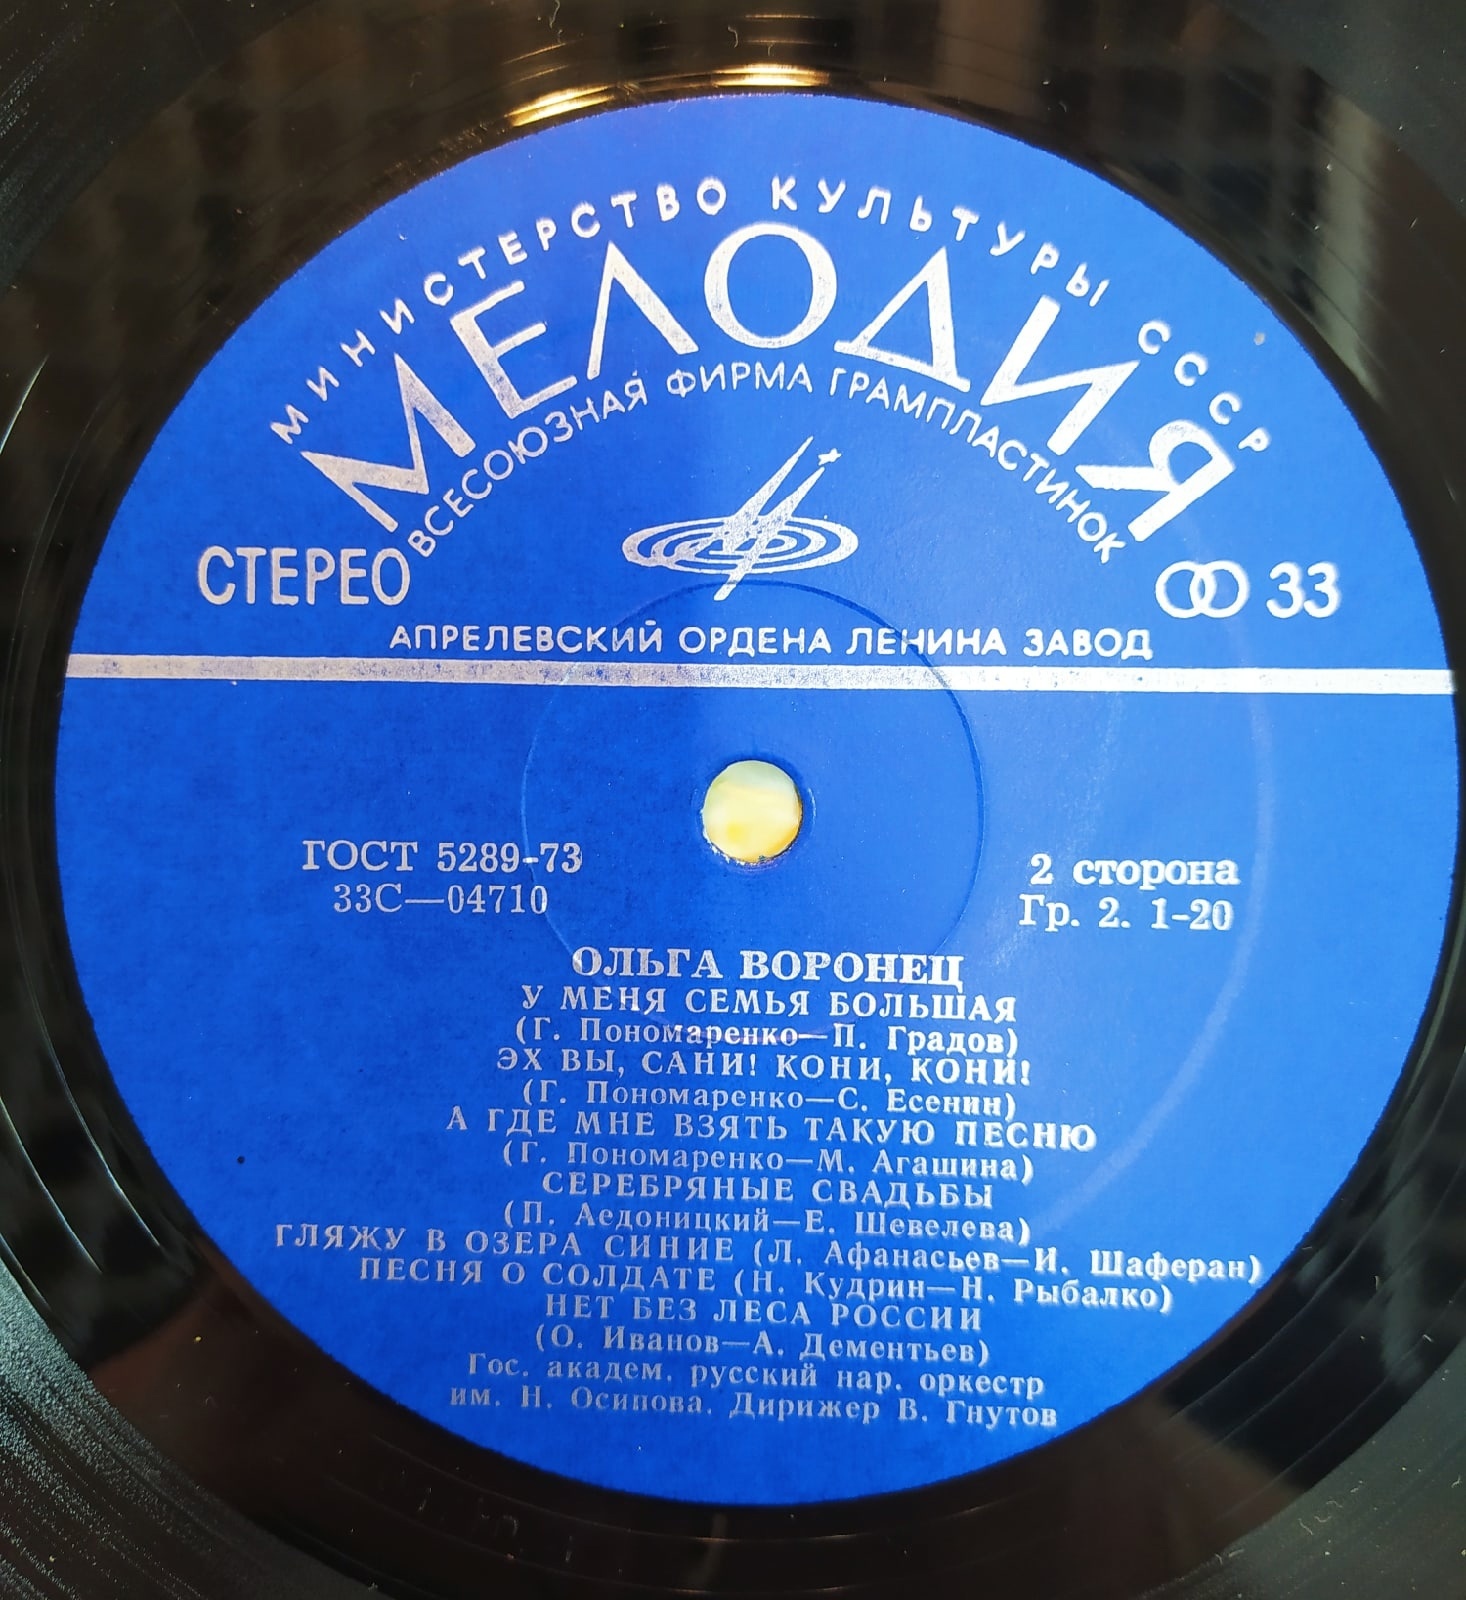 МИНИСТЕРСТВО КУЛЬТУРЫ СССР
МЕЛОДИЯ
ВСЕСОЮЗНАЯ ФИРМА ГРАМПЛАСТИНОК
СТЕРЕО
33
АПРЕЛЕВСКИЙ ОРДЕНА ЛЕНИНА ЗАВОД
ГОСТ 5289-73
33С—04710
2 сторона
Гр. 2. 1-20
ОЛЬГА ВОРОНЕЦ
У МЕНЯ СЕМЬЯ БОЛЬШАЯ
(Г. Пономаренко—П. Градов)
ЭХ ВЫ, САНИ! КОНИ, КОНИ!
(Г. Пономаренко—С. Есенин)
А ГДЕ МНЕ ВЗЯТЬ ТАКУЮ ПЕСНЮ
(Г. Пономаренко—М. Агашина)
СЕРЕБРЯНЫЕ СВАДЬБЫ
(П. Аедоницкий—Е. Шевелева)
ГЛЯЖУ В ОЗЕРА СИНИЕ (Л. Афанасьев—И. Шаферан)
ПЕСНЯ О СОЛДАТЕ (Н. Кудрин—Н. Рыбалко)
НЕТ БЕЗ ЛЕСА РОССИИ
(О. Иванов—А. Дементьев)
Гос. академ. русский нар. оркестр
им. Н. Осипова. Дирижер В. Гнутов